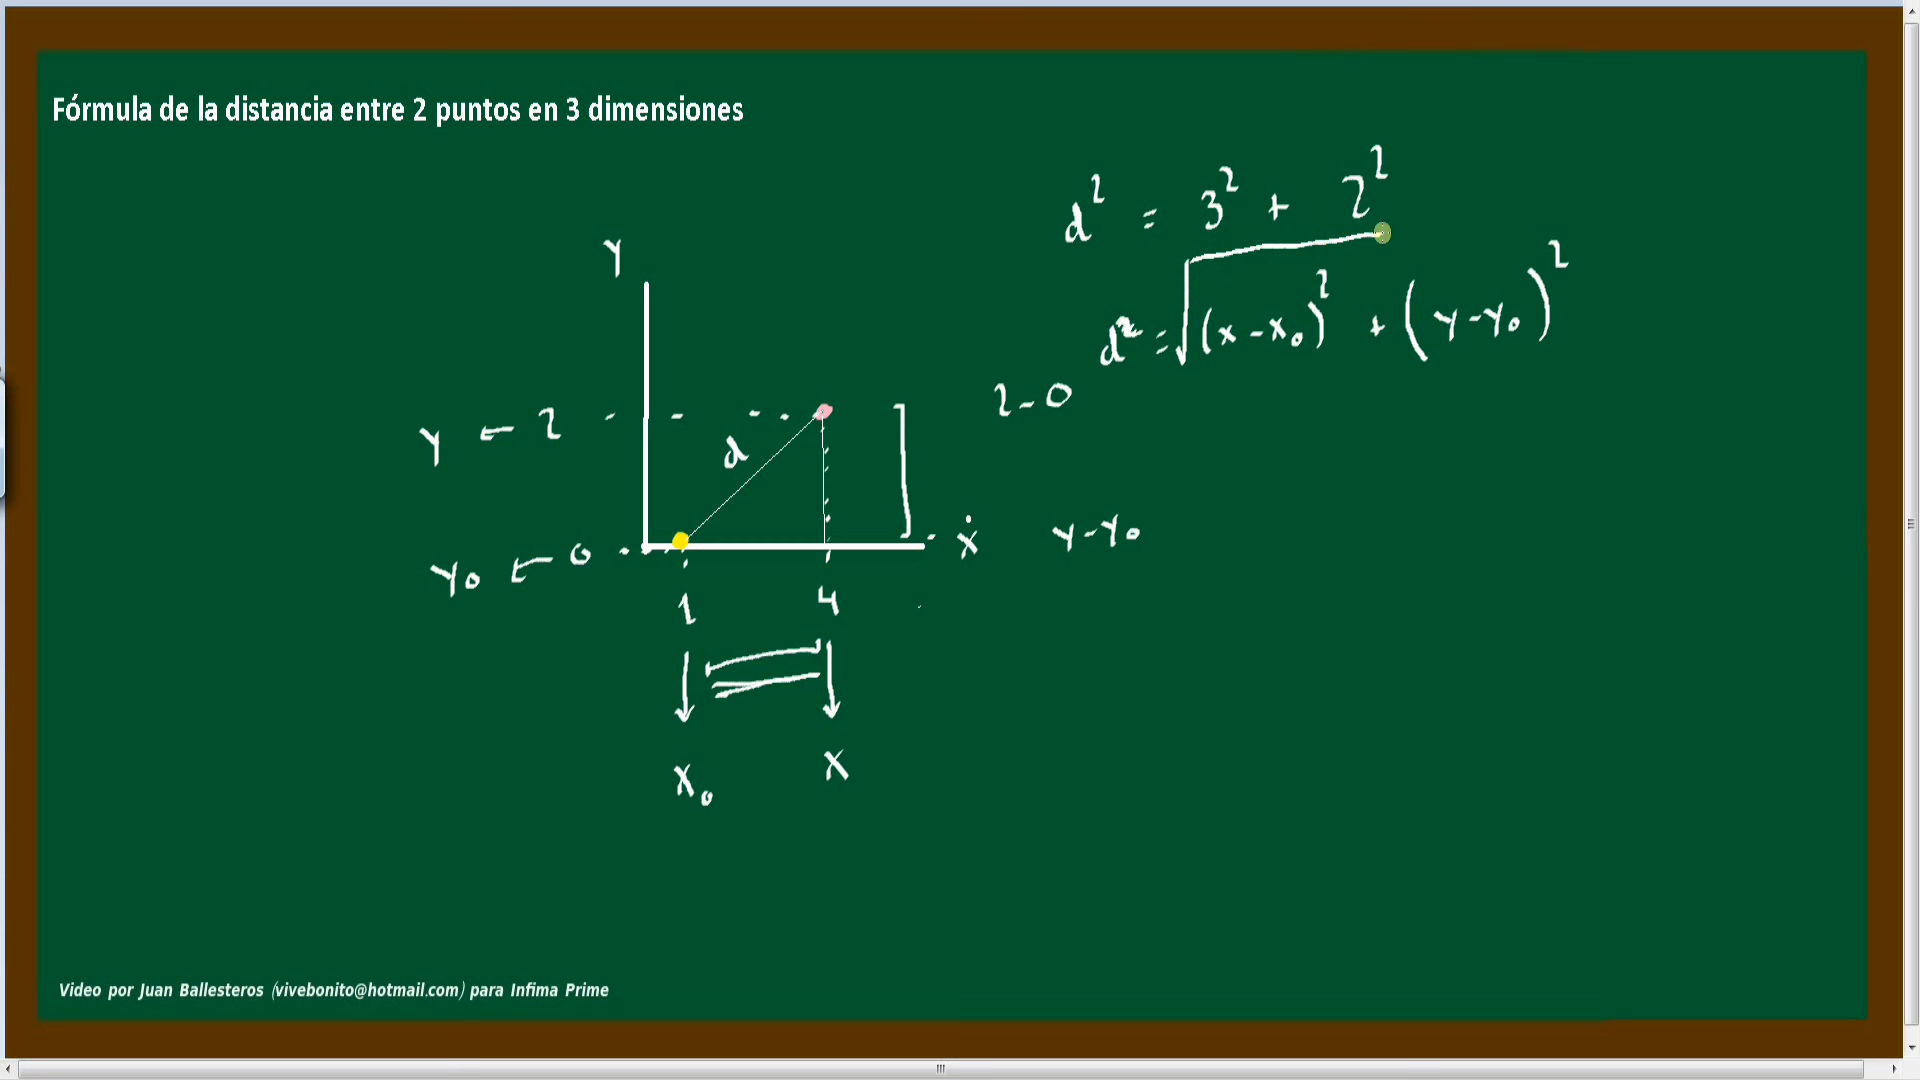 Fórmula de la distancia entre 2 puntos en 3 dimensiones
d² = 3² + 2²
Y
d² = √(x-x₀)² + (y-y₀)²
2-0
Y ← 2
d
Y₀ ← 0
x
y-y₀
1
4
x₀
x
Video por Juan Ballesteros (vivebonito@hotmail.com) para Infima Prime